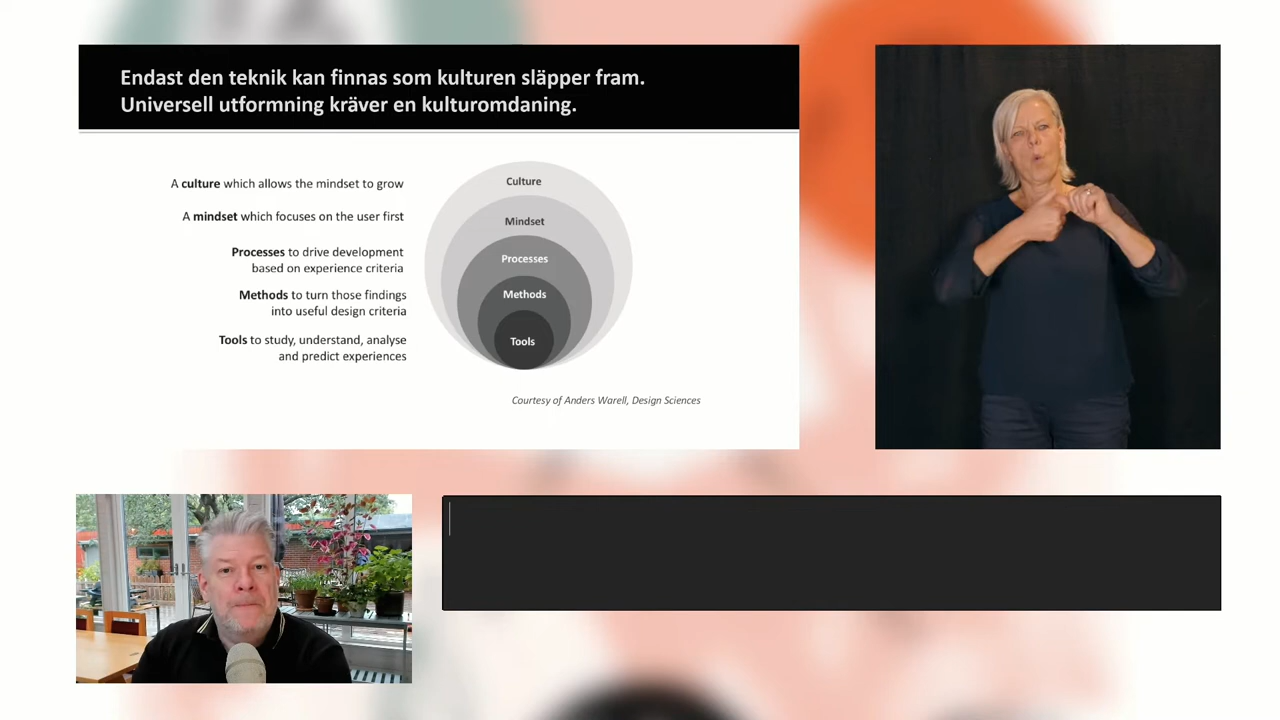 Endast den teknik kan finnas som kulturen släpper fram.
Universell utformning kräver en kulturomdaning.
A culture which allows the mindset to grow
A mindset which focuses on the user first
Processes to drive development
based on experience criteria
Methods to turn those findings
into useful design criteria
Tools to study, understand, analyse
and predict experiences
Culture
Mindset
Processes
Methods
Tools
Courtesy of Anders Warell, Design Sciences